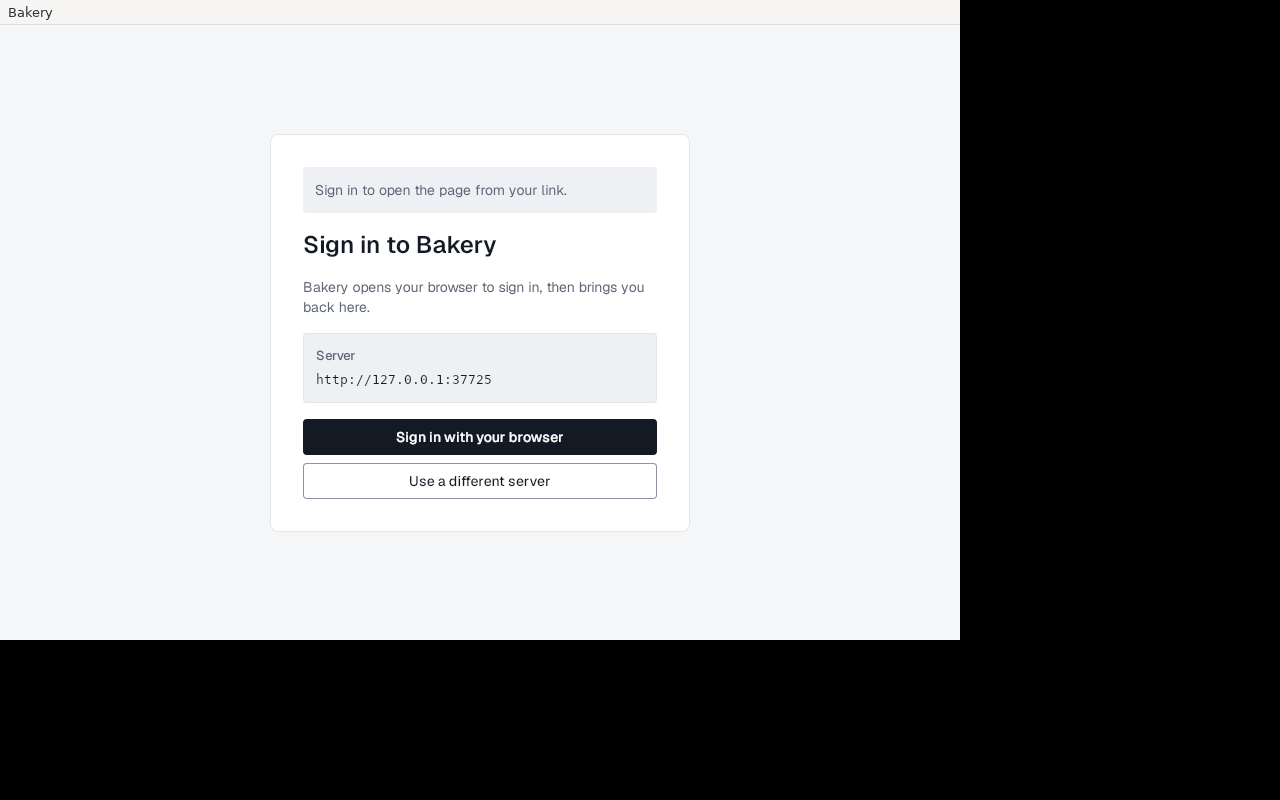 Bakery
Sign in to open the page from your link.
Sign in to Bakery
Bakery opens your browser to sign in, then brings you
back here.
Server
http://127.0.0.1:37725
Sign in with your browser
Use a different server